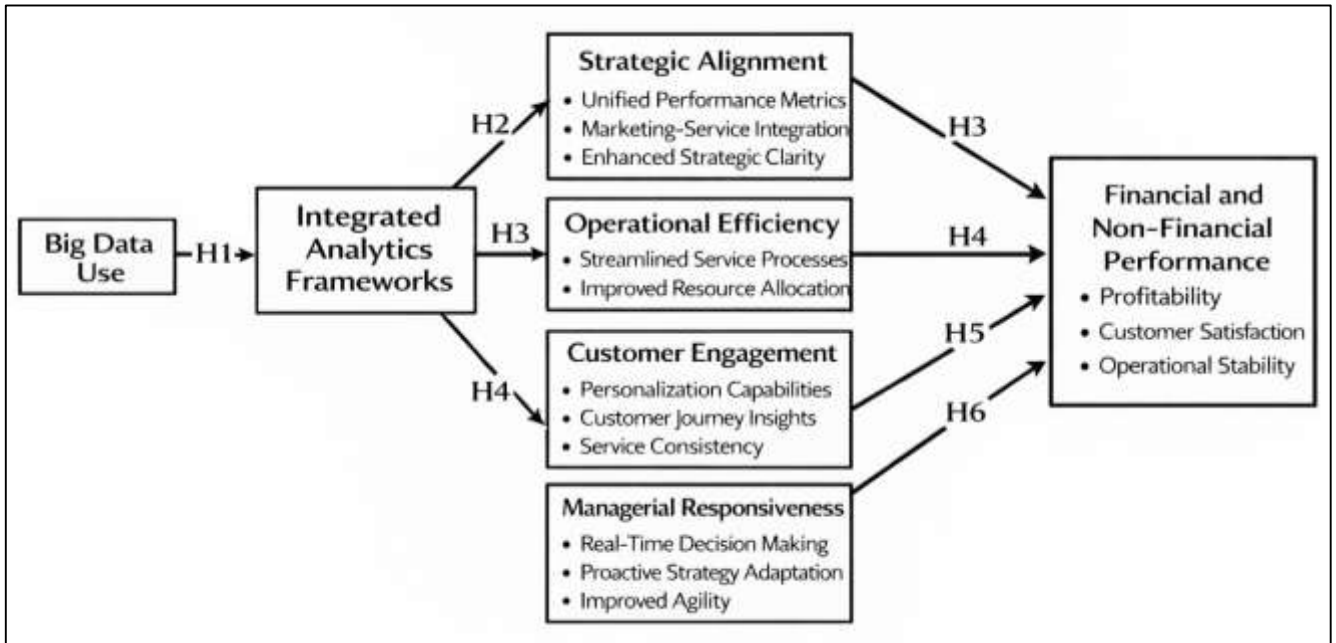 Big Data
Use
H1
Integrated
Analytics
Frameworks
H2
H3
H4
Strategic Alignment
• Unified Performance Metrics
• Marketing-Service Integration
• Enhanced Strategic Clarity
Operational Efficiency
• Streamlined Service Processes
• Improved Resource Allocation
Customer Engagement
• Personalization Capabilities
• Customer Journey Insights
• Service Consistency
Managerial Responsiveness
• Real-Time Decision Making
• Proactive Strategy Adaptation
• Improved Agility
H3
H4
H5
H6
Financial and
Non-Financial
Performance
• Profitability
• Customer Satisfaction
• Operational Stability